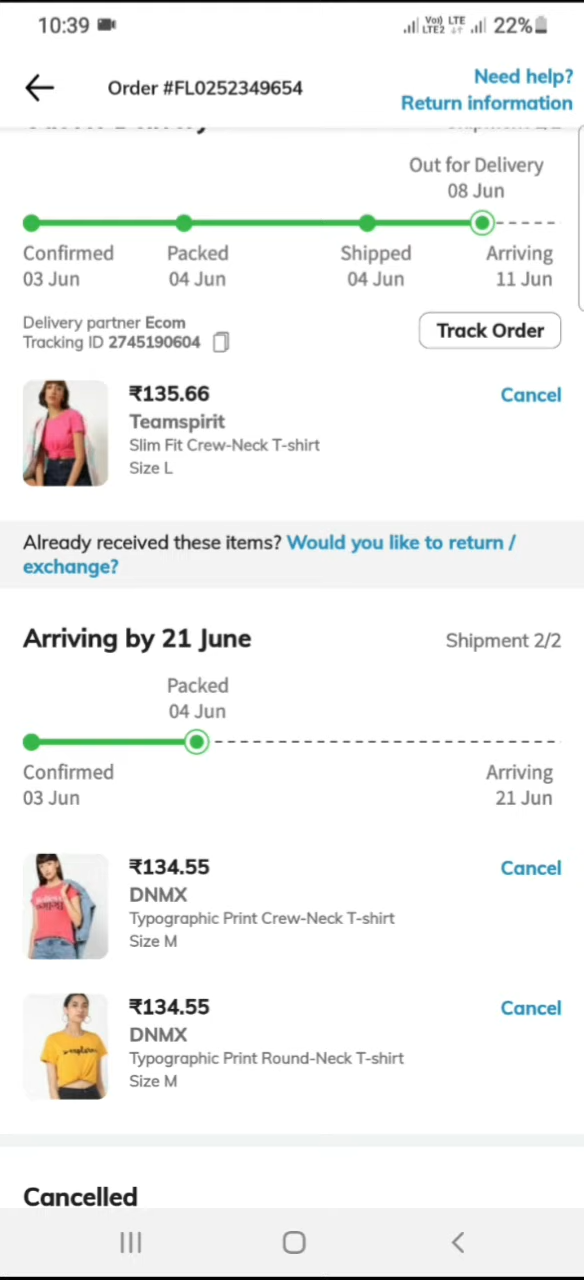 10:39
Vo) LTE
LTE2
22%
Need help?
Order #FL0252349654
Return information
Out for Delivery
08 Jun
Confirmed
Packed
Shipped
Arriving
03 Jun
04 Jun
04 Jun
11 Jun
Delivery partner Ecom
Tracking ID 2745190604
Track Order
₹135.66
Cancel
Teamspirit
Slim Fit Crew-Neck T-shirt
Size L
Already received these items? Would you like to return /
exchange?
Arriving by 21 June
Shipment 2/2
Packed
04 Jun
Confirmed
Arriving
03 Jun
21 Jun
₹134.55
Cancel
DNMX
Typographic Print Crew-Neck T-shirt
Size M
₹134.55
Cancel
DNMX
Typographic Print Round-Neck T-shirt
Size M
Cancelled